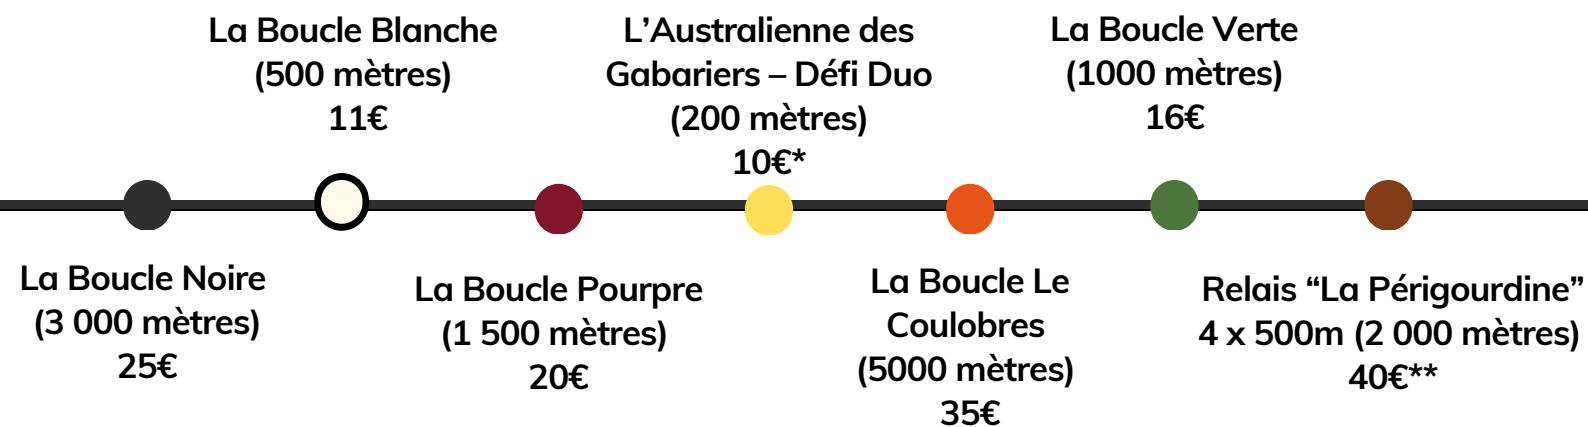 La Boucle Blanche
(500 mètres)
11€
L’Australienne des
Gabariers – Défi Duo
(200 mètres)
10€*
La Boucle Verte
(1000 mètres)
16€
La Boucle Noire
(3 000 mètres)
25€
La Boucle Pourpre
(1 500 mètres)
20€
La Boucle Le
Coulobres
(5000 mètres)
35€
Relais “La Périgourdine”
4 x 500m (2 000 mètres)
40€**